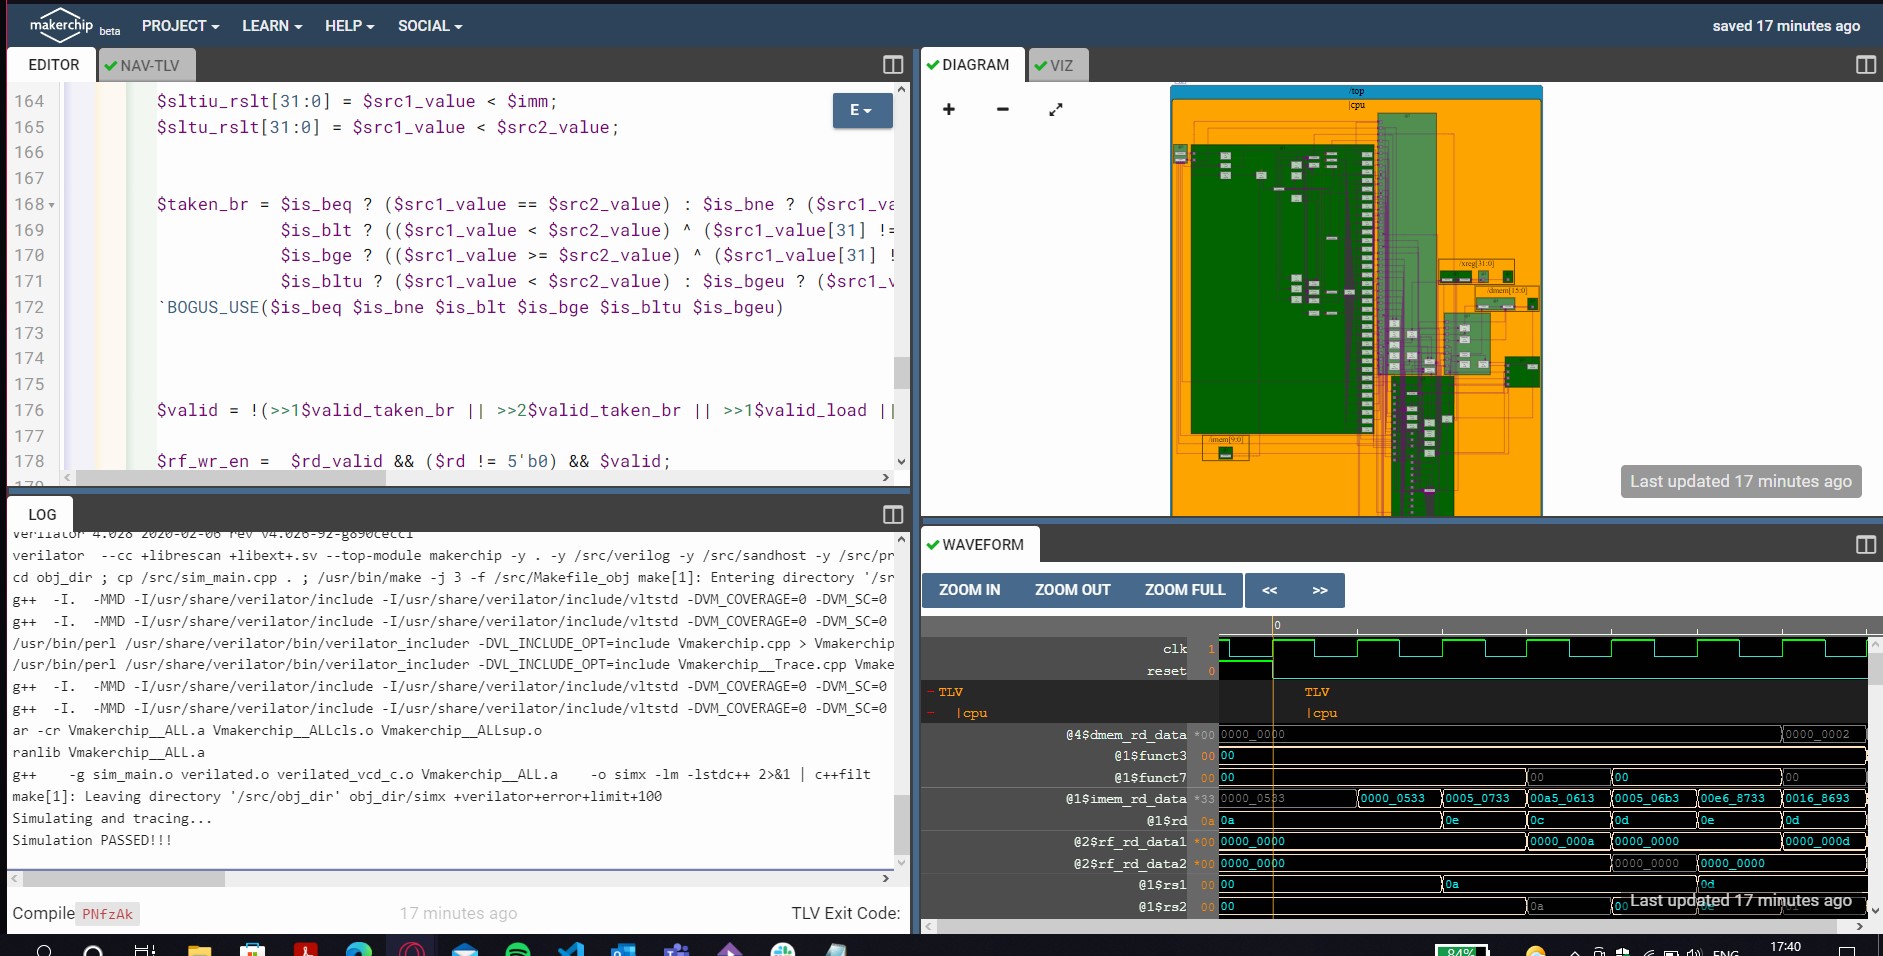 makerchip beta PROJECT LEARN HELP SOCIAL saved 17 minutes ago
EDITOR NAV-TLV
164 $sltiu_rslt[31:0] = $src1_value < $imm;
165 $sltu_rslt[31:0] = $src1_value < $src2_value;
166
167
168 $taken_br = $is_beq ? ($src1_value == $src2_value) : $is_bne ? ($src1_va
169 $is_blt ? (($src1_value < $src2_value) ^ ($src1_value[31] !=
170 $is_bge ? (($src1_value >= $src2_value) ^ ($src1_value[31] !
171 $is_bltu ? ($src1_value < $src2_value) : $is_bgeu ? ($src1_v
172 `BOGUS_USE($is_beq $is_bne $is_blt $is_bge $is_bltu $is_bgeu)
173
174
175
176 $valid = !(>>1$valid_taken_br || >>2$valid_taken_br || >>1$valid_load ||
177
178 $rf_wr_en = $rd_valid && ($rd != 5'b0) && $valid;
E
LOG
Verilator 4.028 2020-02-06 rev v4.026-92-g890cecc1
verilator --cc +librescan +libext+.sv --top-module makerchip -y . -y /src/verilog -y /src/sandhost -y /src/pr
cd obj_dir ; cp /src/sim_main.cpp . ; /usr/bin/make -j 3 -f /src/Makefile_obj make[1]: Entering directory '/sr
g++ -I. -MMD -I/usr/share/verilator/include -I/usr/share/verilator/include/vltstd -DVM_COVERAGE=0 -DVM_SC=0
g++ -I. -MMD -I/usr/share/verilator/include -I/usr/share/verilator/include/vltstd -DVM_COVERAGE=0 -DVM_SC=0
/usr/bin/perl /usr/share/verilator/bin/verilator_includer -DVL_INCLUDE_OPT=include Vmakerchip.cpp > Vmakerchip
/usr/bin/perl /usr/share/verilator/bin/verilator_includer -DVL_INCLUDE_OPT=include Vmakerchip__Trace.cpp Vmake
g++ -I. -MMD -I/usr/share/verilator/include -I/usr/share/verilator/include/vltstd -DVM_COVERAGE=0 -DVM_SC=0
g++ -I. -MMD -I/usr/share/verilator/include -I/usr/share/verilator/include/vltstd -DVM_COVERAGE=0 -DVM_SC=0
ar -cr Vmakerchip__ALL.a Vmakerchip__ALLcls.o Vmakerchip__ALLsup.o
ranlib Vmakerchip__ALL.a
g++ -g sim_main.o verilated.o verilated_vcd_c.o Vmakerchip__ALL.a -o simx -lm -lstdc++ 2>&1 | c++filt
make[1]: Leaving directory '/src/obj_dir' obj_dir/simx +verilator+error+limit+100
Simulating and tracing...
Simulation PASSED!!!
Compile PNfzAk 17 minutes ago TLV Exit Code:
DIAGRAM VIZ
/top
|cpu
/xreg[31:0]
/dmem[15:0]
/imem[9:0]
Last updated 17 minutes ago
WAVEFORM
ZOOM IN ZOOM OUT ZOOM FULL << >>
0
clk 1
reset 0
TLV TLV
|cpu |cpu
@4$dmem_rd_data *00 0000_0000 0000_0002
@1$funct3 00 00
@1$funct7 00 00 00 00 00
@1$imem_rd_data *33 0000_0533 0000_0533 0005_0733 00a5_0613 0005_06b3 00e6_8733 0016_8693
@1$rd 0a 0a 0e 0c 0d 0e 0d
@2$rf_rd_data1 *00 0000_0000 0000_000a 0000_0000 0000_000d
@2$rf_rd_data2 *00 0000_0000 0000_0000 0000_0000
@1$rs1 00 00 0a 0d
@1$rs2 00 00 0a 00
Last updated 17 minutes ago
84% ENG 17:40